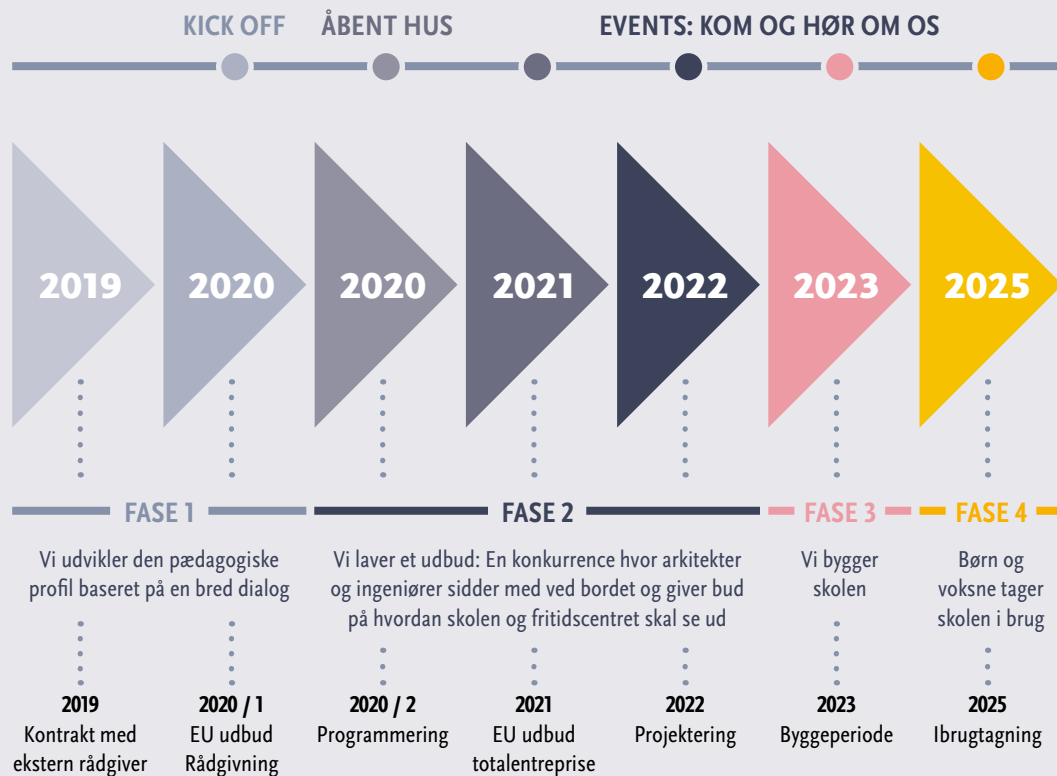 KICK OFF
ÅBENT HUS
EVENTS: KOM OG HØR OM OS
2019
2020
2020
2021
2022
2023
2025
FASE 1
FASE 2
FASE 3
FASE 4
Vi udvikler den pædagogiske
profil baseret på en bred dialog
Vi laver et udbud: En konkurrence hvor arkitekter
og ingeniører sidder med ved bordet og giver bud
på hvordan skolen og fritidscentret skal se ud
Vi bygger
skolen
Børn og
voksne tager
skolen i brug
2019
Kontrakt med
ekstern rådgiver
2020 / 1
EU udbud
Rådgivning
2020 / 2
Programmering
2021
EU udbud
totalentreprise
2022
Projektering
2023
Byggeperiode
2025
Ibrugtagning